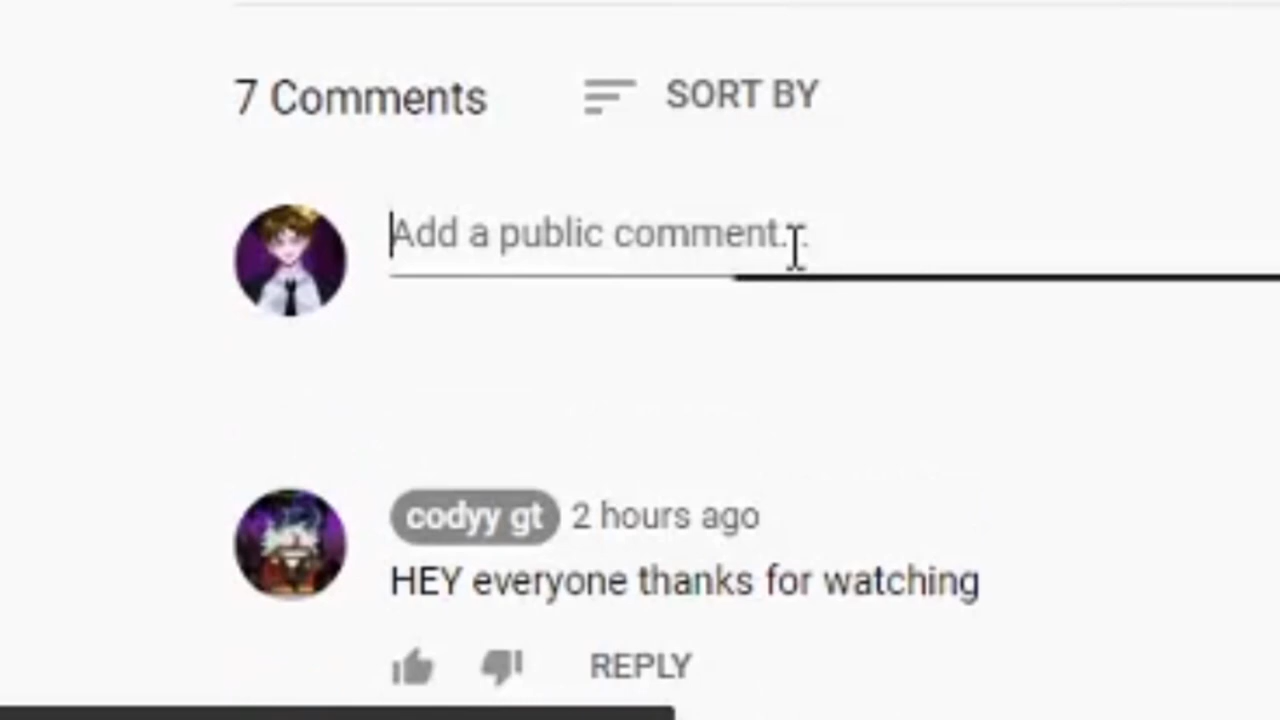 7 Comments SORT BY
Add a public comment...
codyy gt 2 hours ago
HEY everyone thanks for watching
REPLY